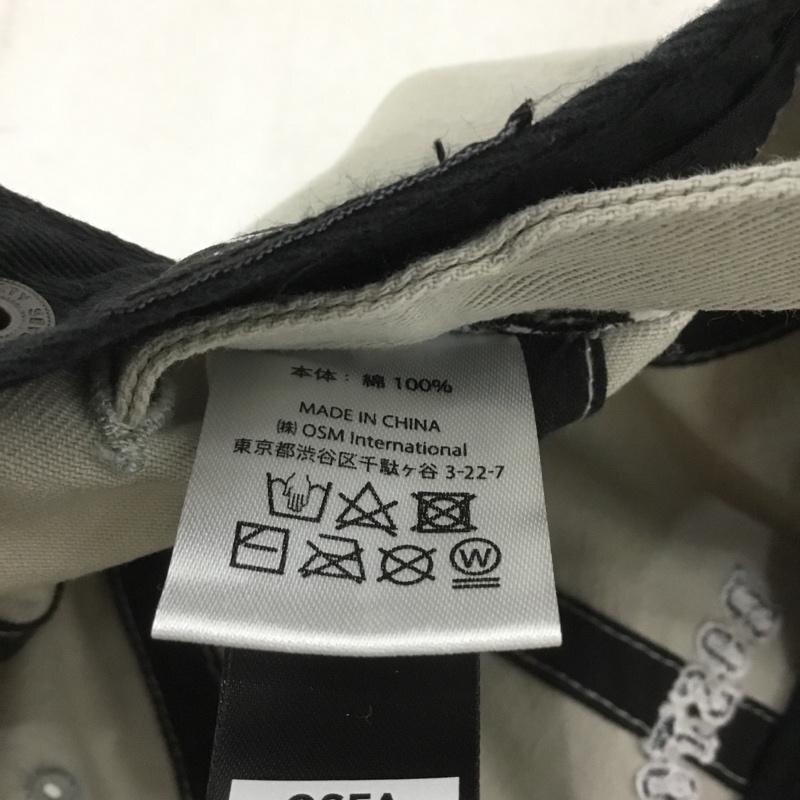 本体：綿 100%
MADE IN CHINA
㈱ OSM International
東京都渋谷区千駄ヶ谷 3-22-7
W
OSFA